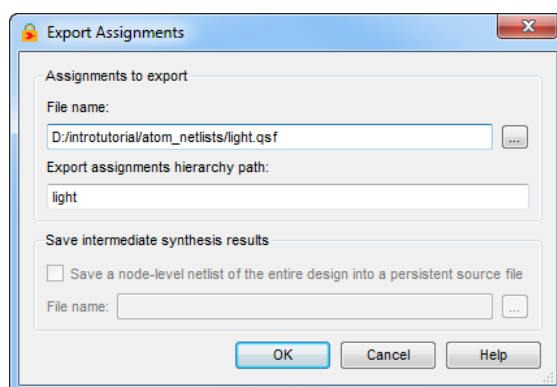 Export Assignments
Assignments to export
File name:
D:/introtutorial/atom_netlists/light.qsf
...
Export assignments hierarchy path:
light
Save intermediate synthesis results
Save a node-level netlist of the entire design into a persistent source file
File name:
...
OK Cancel Help